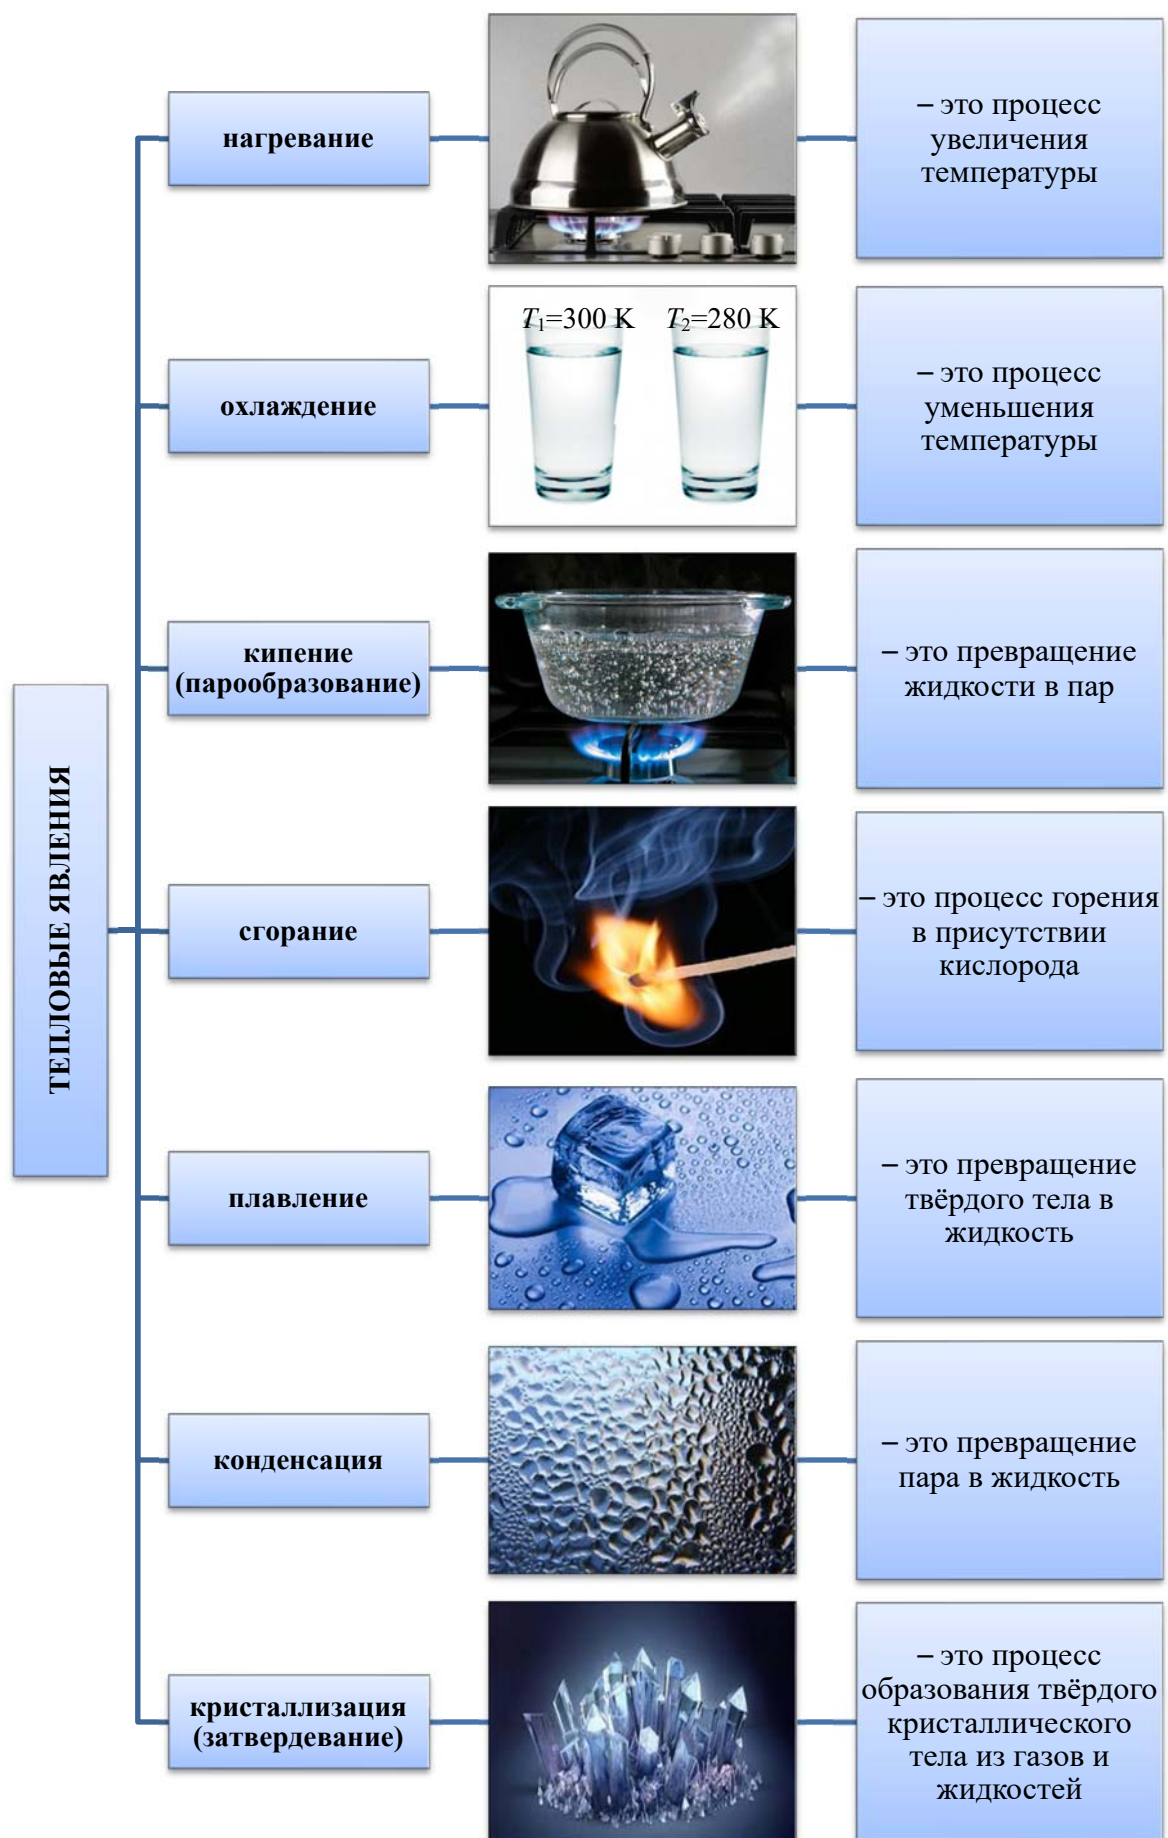 ТЕПЛОВЫЕ ЯВЛЕНИЯ
нагревание
– это процесс
увеличения
температуры
охлаждение
T₁=300 K
T₂=280 K
– это процесс
уменьшения
температуры
кипение
(парообразование)
– это превращение
жидкости в пар
сгорание
– это процесс горения
в присутствии
кислорода
плавление
– это превращение
твёрдого тела в
жидкость
конденсация
– это превращение
пара в жидкость
кристаллизация
(затвердевание)
– это процесс
образования твёрдого
кристаллического
тела из газов и
жидкостей